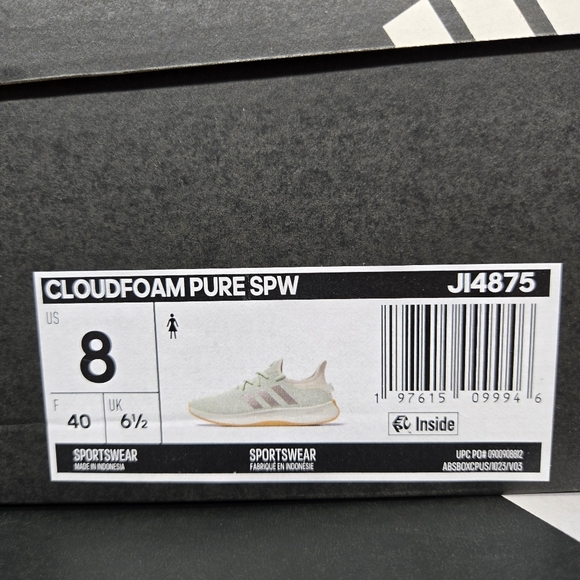 CLOUDFOAM PURE SPW JI4875
US
8
F 40 UK 6½
1 97615 09994 6
Inside
SPORTSWEAR
MADE IN INDONESIA
SPORTSWEAR
FABRIQUÉ EN INDONÉSIE
UPC PO# 0900908812
ABSBOXCPUS/1023/V03